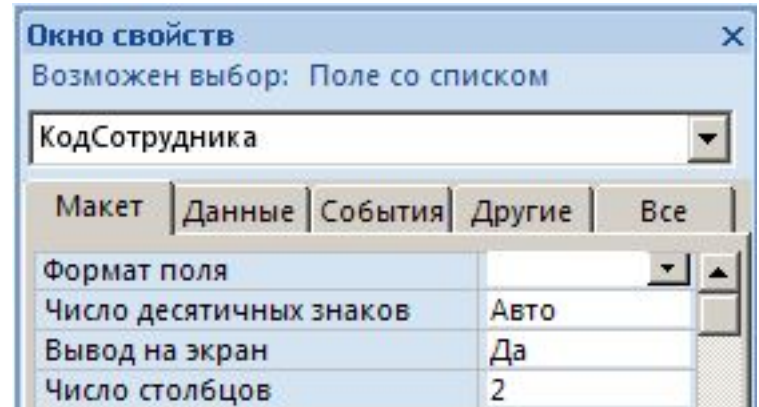 Окно свойств
Возможен выбор: Поле со списком
КодСотрудника
Макет Данные События Другие Все
Формат поля
Число десятичных знаков Авто
Вывод на экран Да
Число столбцов 2